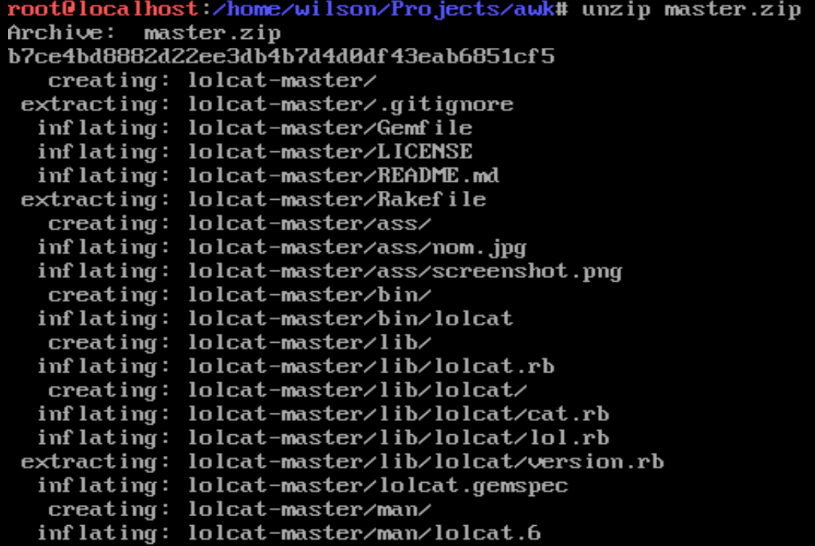 root@localhost:/home/wilson/Projects/awk# unzip master.zip
Archive:  master.zip
b7ce4bd8882d22ee3db4b7d4d0df43eab6851cf5
   creating: lolcat-master/
 extracting: lolcat-master/.gitignore
  inflating: lolcat-master/Gemfile
  inflating: lolcat-master/LICENSE
  inflating: lolcat-master/README.md
 extracting: lolcat-master/Rakefile
   creating: lolcat-master/ass/
  inflating: lolcat-master/ass/nom.jpg
  inflating: lolcat-master/ass/screenshot.png
   creating: lolcat-master/bin/
  inflating: lolcat-master/bin/lolcat
   creating: lolcat-master/lib/
  inflating: lolcat-master/lib/lolcat.rb
   creating: lolcat-master/lib/lolcat/
  inflating: lolcat-master/lib/lolcat/cat.rb
  inflating: lolcat-master/lib/lolcat/lol.rb
 extracting: lolcat-master/lib/lolcat/version.rb
  inflating: lolcat-master/lolcat.gemspec
   creating: lolcat-master/man/
  inflating: lolcat-master/man/lolcat.6